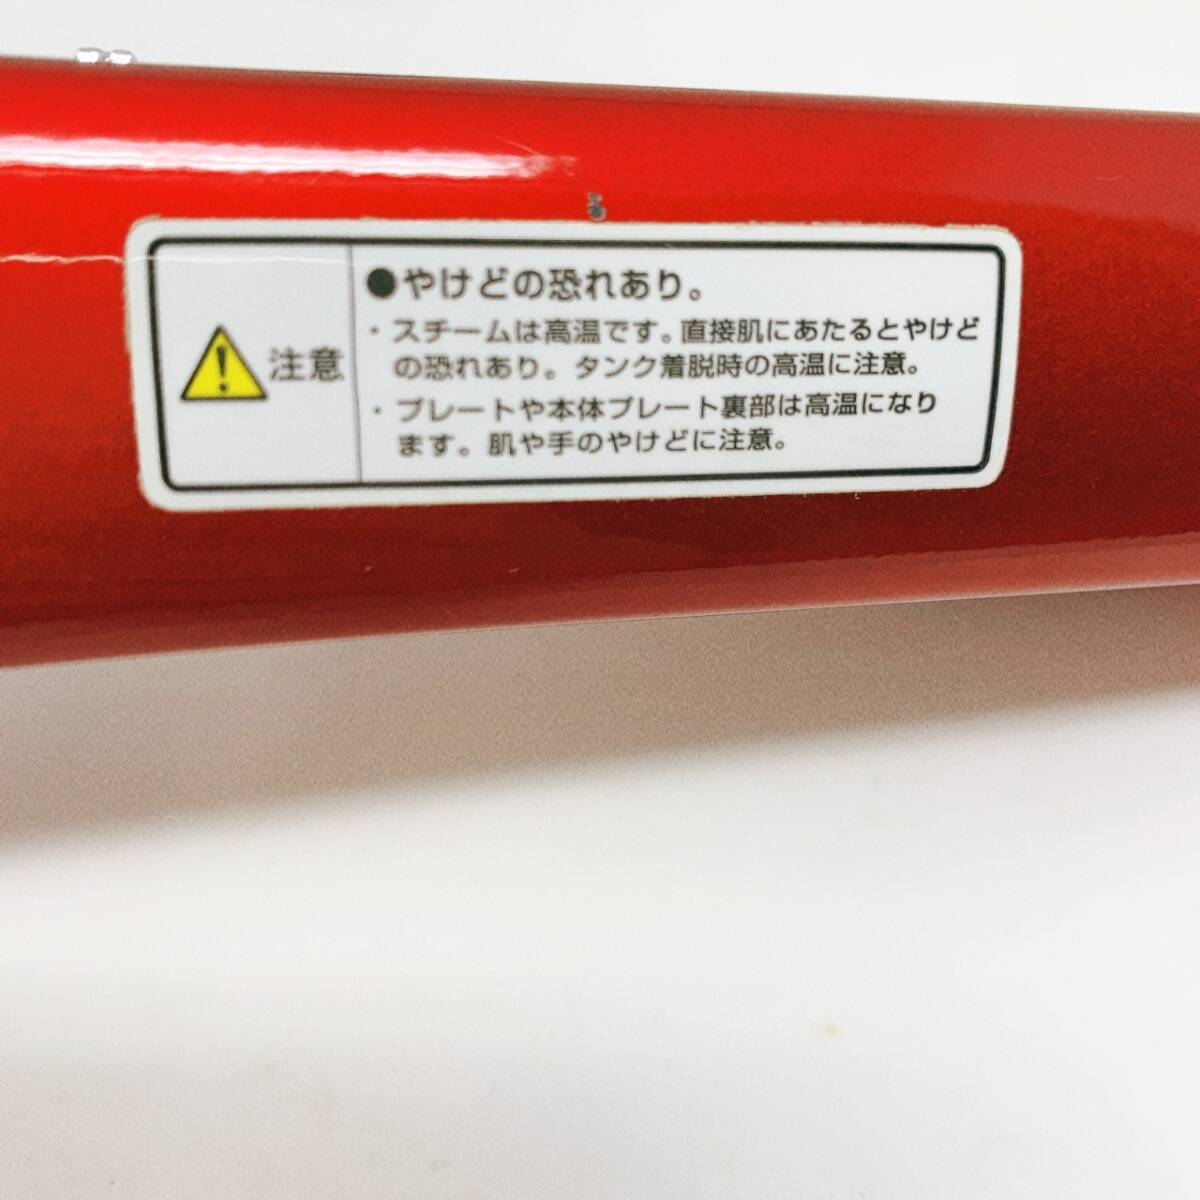 注意
●やけどの恐れあり。
・スチームは高温です。直接肌にあたるとやけど
の恐れあり。タンク着脱時の高温に注意。
・プレートや本体プレート裏部は高温になり
ます。肌や手のやけどに注意。